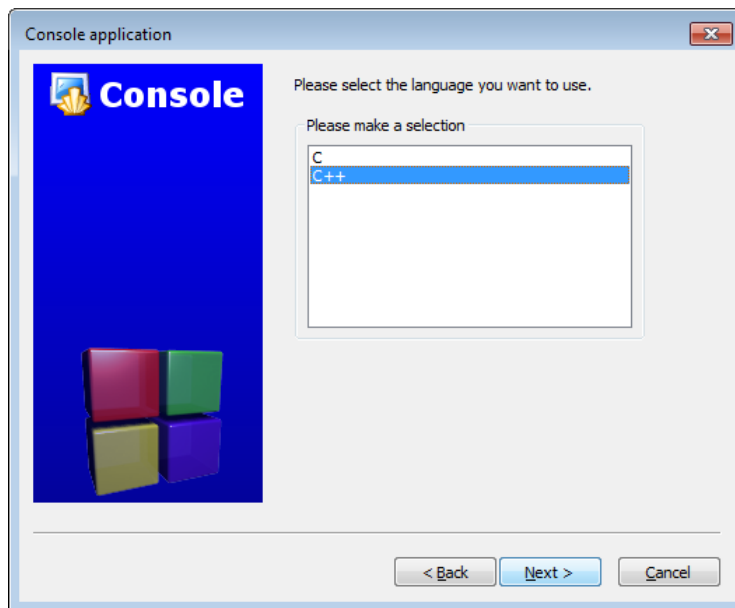 Console application
Console
Please select the language you want to use.
Please make a selection
C
C++
< Back
Next >
Cancel